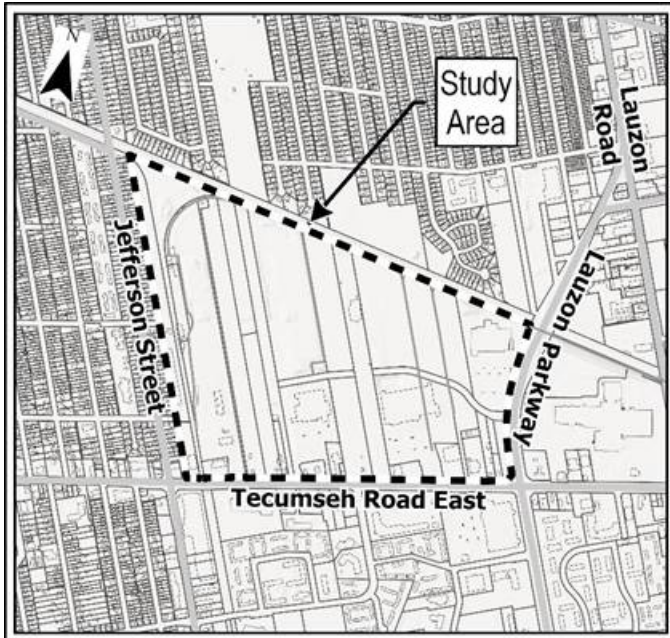 N
Study
Area
Lauzon
Road
Jefferson Street
Lauzon Parkway
Tecumseh Road East